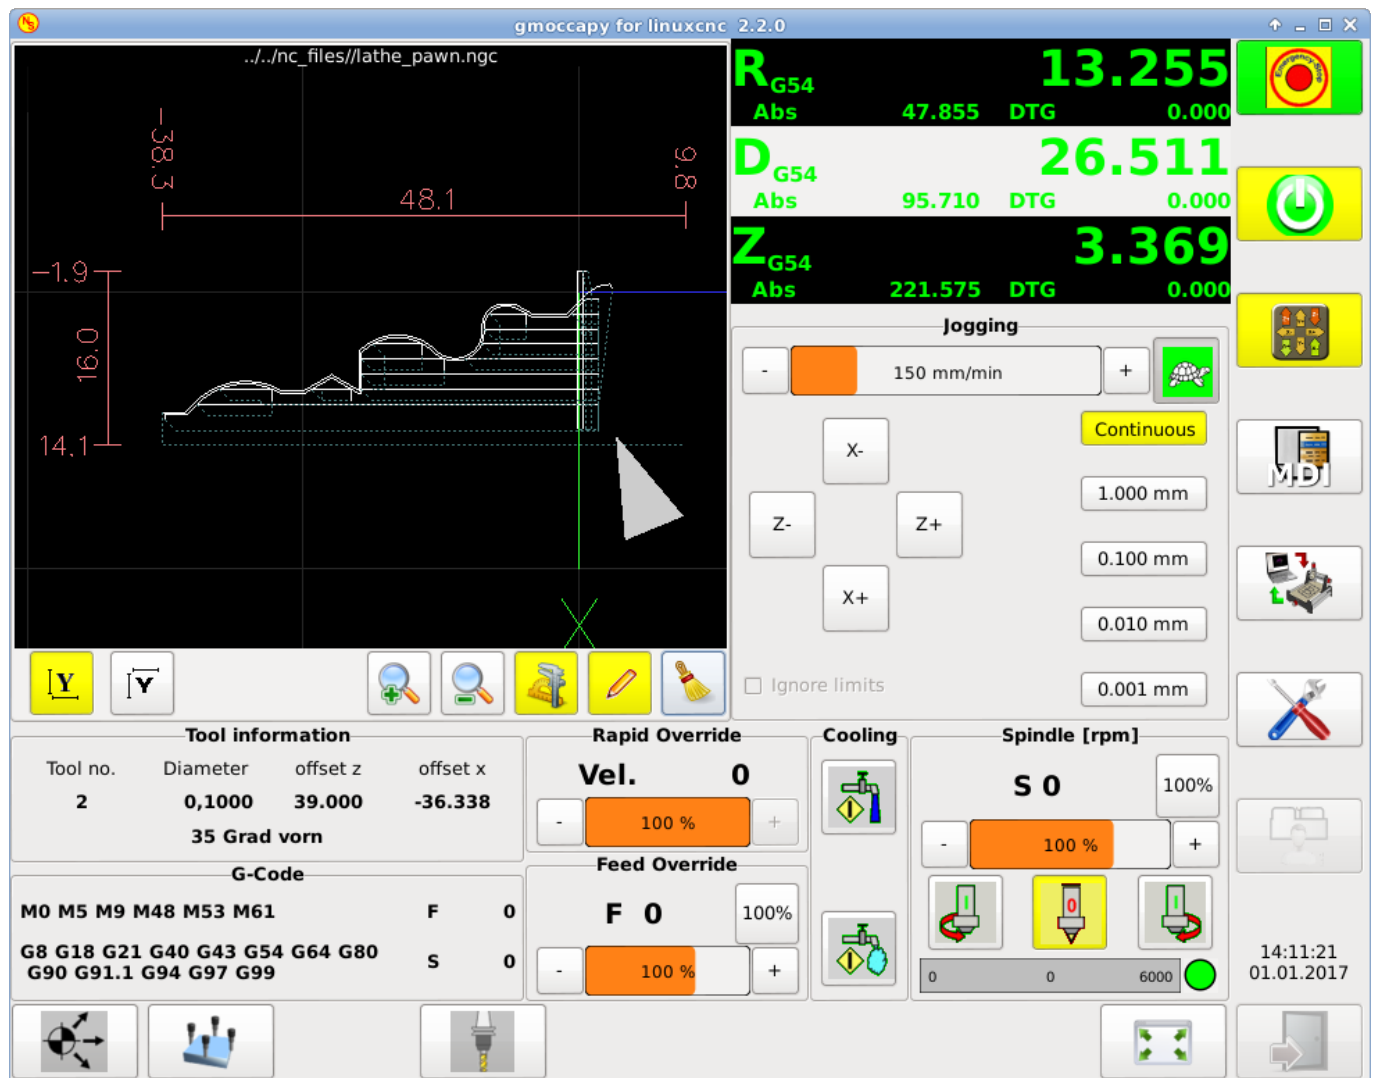 gmoccapy for linuxcnc 2.2.0
../../nc_files//lathe_pawn.ngc
-38.3
9.8
48.1
-1.9
16.0
14.1
R G54 13.255
Abs 47.855 DTG 0.000
D G54 26.511
Abs 95.710 DTG 0.000
Z G54 3.369
Abs 221.575 DTG 0.000
Emergency-Stop
Jogging
- 150 mm/min +
Continuous
X-
1.000 mm
Z- Z+
0.100 mm
X+
0.010 mm
Ignore limits
0.001 mm
MDI
Y Y
Tool information
Tool no. Diameter offset z offset x
2 0,1000 39.000 -36.338
35 Grad vorn
G-Code
M0 M5 M9 M48 M53 M61 F 0
G8 G18 G21 G40 G43 G54 G64 G80
G90 G91.1 G94 G97 G99
S 0
Rapid Override
Vel. 0
- 100 % +
Feed Override
F 0 100%
- 100 % +
Cooling
Spindle [rpm]
S 0 100%
- 100 % +
I 0 I
0 0 6000
14:11:21
01.01.2017